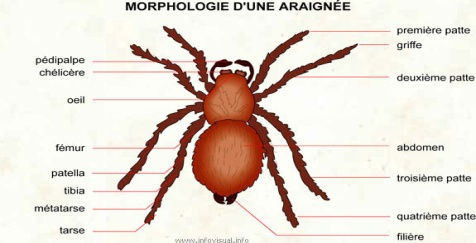 MORPHOLOGIE D'UNE ARAIGNÉE
pédipalpe
chélicère
oeil
fémur
patella
tibia
métatarse
tarse
première patte
griffe
deuxième patte
abdomen
troisième patte
quatrième patte
filière
www.infovisual.info